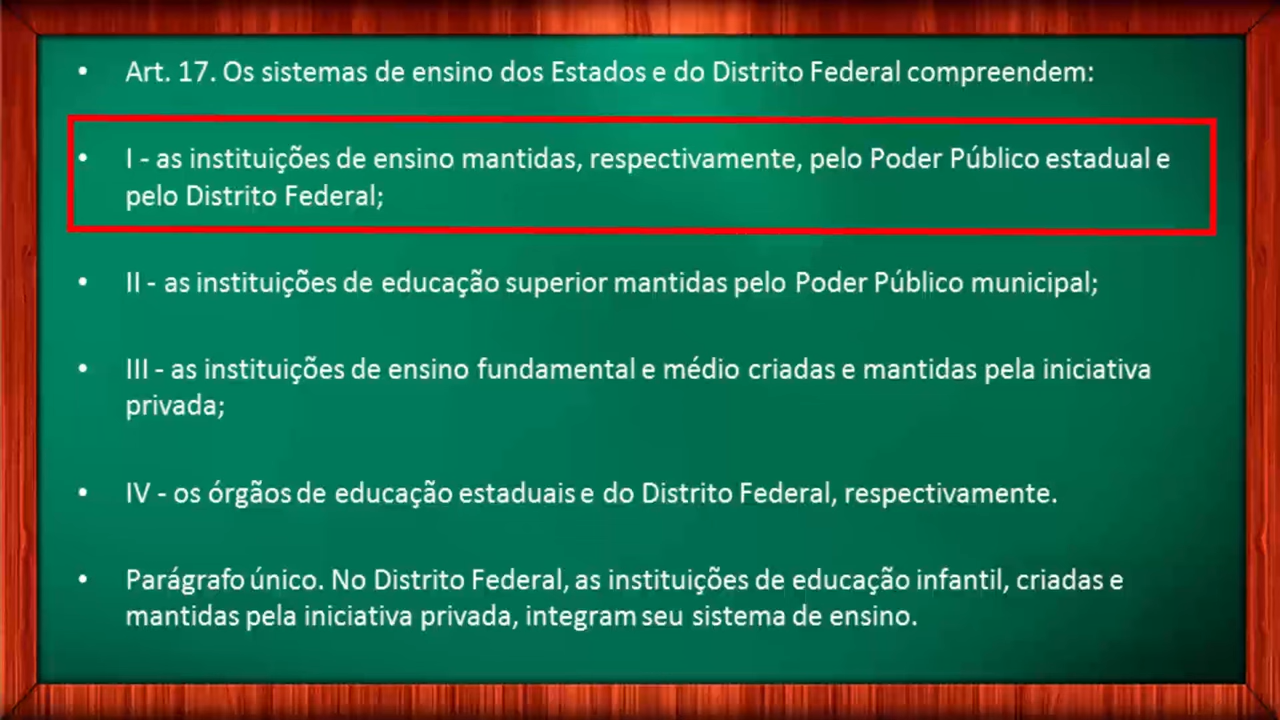 • Art. 17. Os sistemas de ensino dos Estados e do Distrito Federal compreendem:
• I - as instituições de ensino mantidas, respectivamente, pelo Poder Público estadual e
pelo Distrito Federal;
• II - as instituições de educação superior mantidas pelo Poder Público municipal;
• III - as instituições de ensino fundamental e médio criadas e mantidas pela iniciativa
privada;
• IV - os órgãos de educação estaduais e do Distrito Federal, respectivamente.
• Parágrafo único. No Distrito Federal, as instituições de educação infantil, criadas e
mantidas pela iniciativa privada, integram seu sistema de ensino.